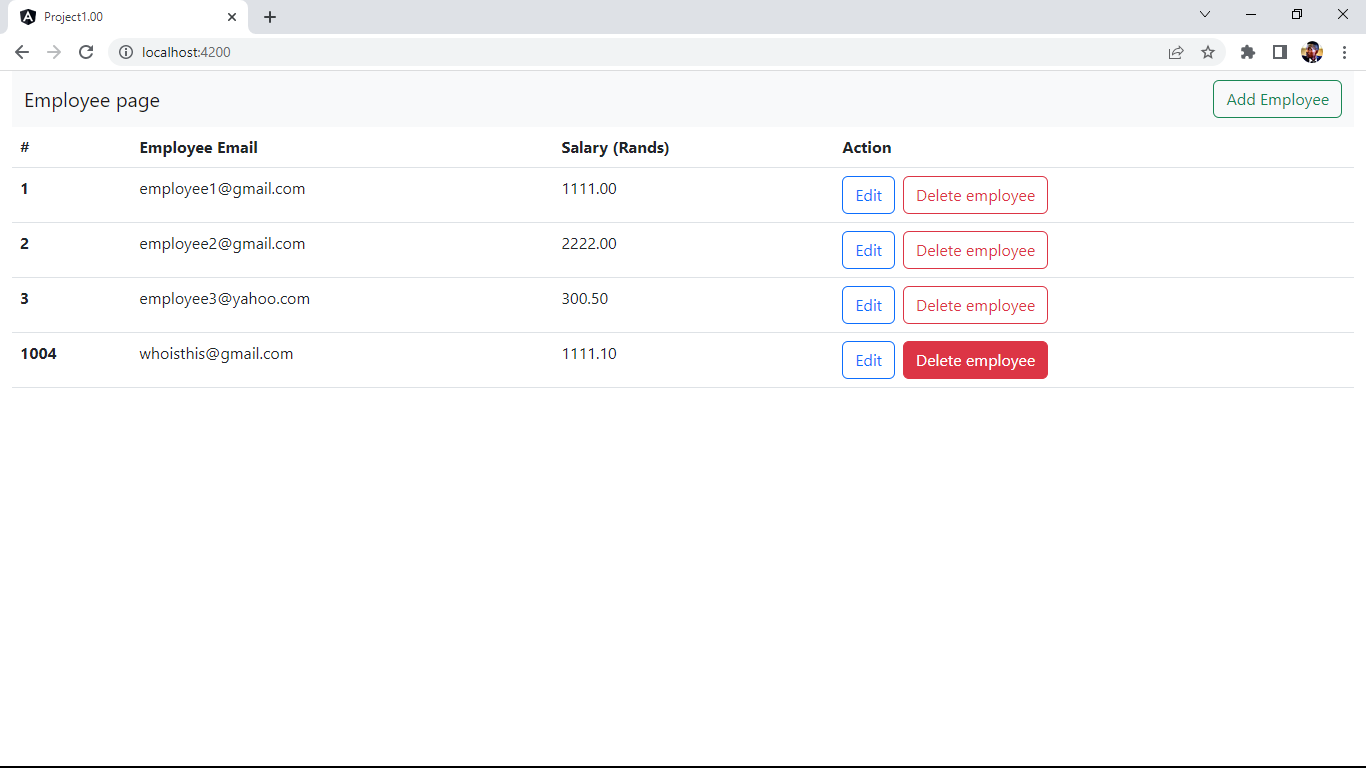 Project1.00
localhost:4200
Employee page Add Employee
# Employee Email Salary (Rands) Action
1 employee1@gmail.com 1111.00 Edit Delete employee
2 employee2@gmail.com 2222.00 Edit Delete employee
3 employee3@yahoo.com 300.50 Edit Delete employee
1004 whoisthis@gmail.com 1111.10 Edit Delete employee